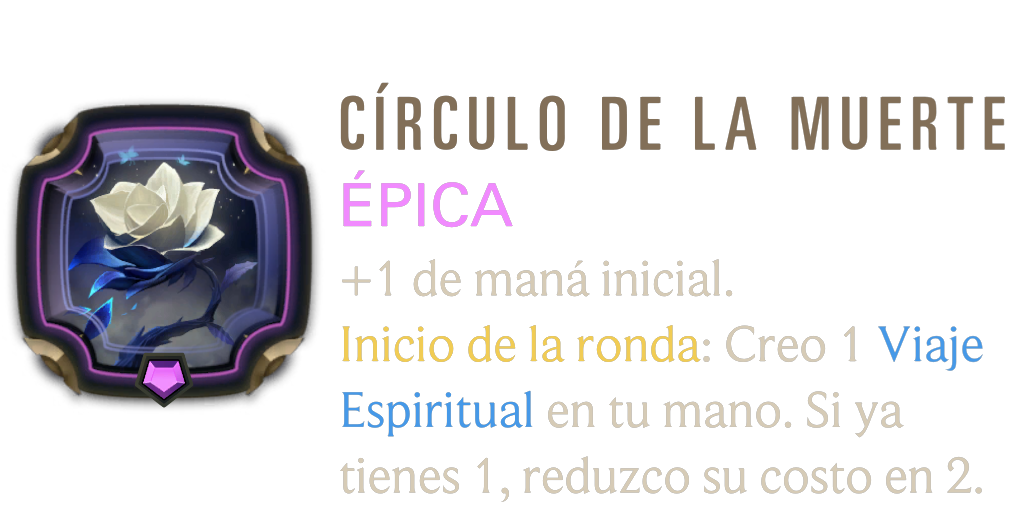 CÍRCULO DE LA MUERTE
ÉPICA
+1 de maná inicial.
Inicio de la ronda: Creo 1 Viaje
Espiritual en tu mano. Si ya
tienes 1, reduzco su costo en 2.